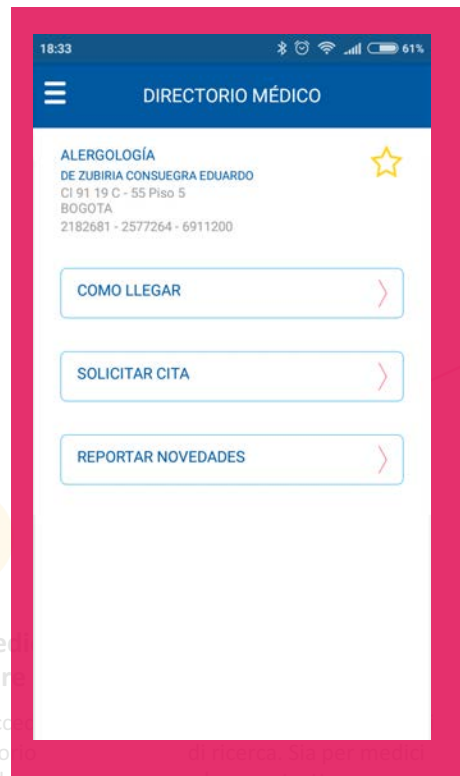 18:33 61%
DIRECTORIO MÉDICO
ALERGOLOGÍA
DE ZUBIRIA CONSUEGRA EDUARDO
Cl 91 19 C - 55 Piso 5
BOGOTA
2182681 - 2577264 - 6911200
COMO LLEGAR
SOLICITAR CITA
REPORTAR NOVEDADES
di ricerca. Sia per medici